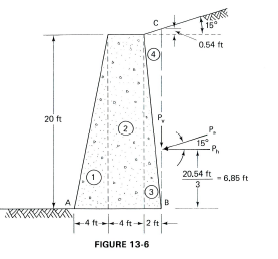 C
15°
0.54 ft
4
20 ft
Pv
2
Pa
15°
Ph
20.54 ft
3
= 6.85 ft
1
3
A
B
4 ft
4 ft
2 ft
FIGURE 13-6